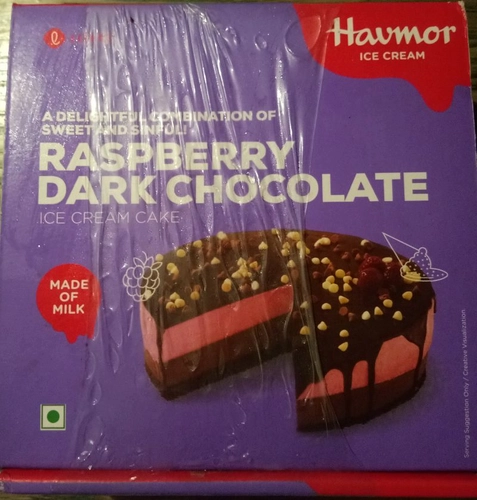 Havmor
ICE CREAM
A DELIGHTFUL COMBINATION OF
SWEET AND SINFUL!
RASPBERRY
DARK CHOCOLATE
ICE CREAM CAKE
MADE
OF
MILK
Serving Suggestion Only / Creative Visualization